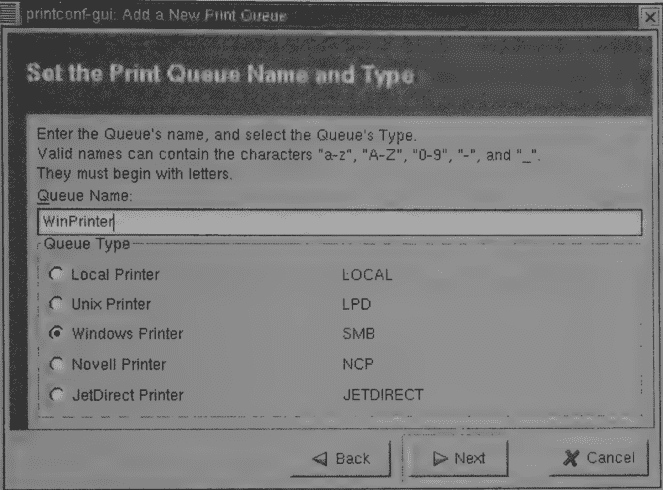 printconf-gui: Add a New Print Queue
Set the Print Queue Name and Type
Enter the Queue's name, and select the Queue's Type.
Valid names can contain the characters "a-z", "A-Z", "0-9", "-", and "_".
They must begin with letters.
Queue Name:
WinPrinter
Queue Type
Local Printer LOCAL
Unix Printer LPD
Windows Printer SMB
Novell Printer NCP
JetDirect Printer JETDIRECT
Back Next Cancel